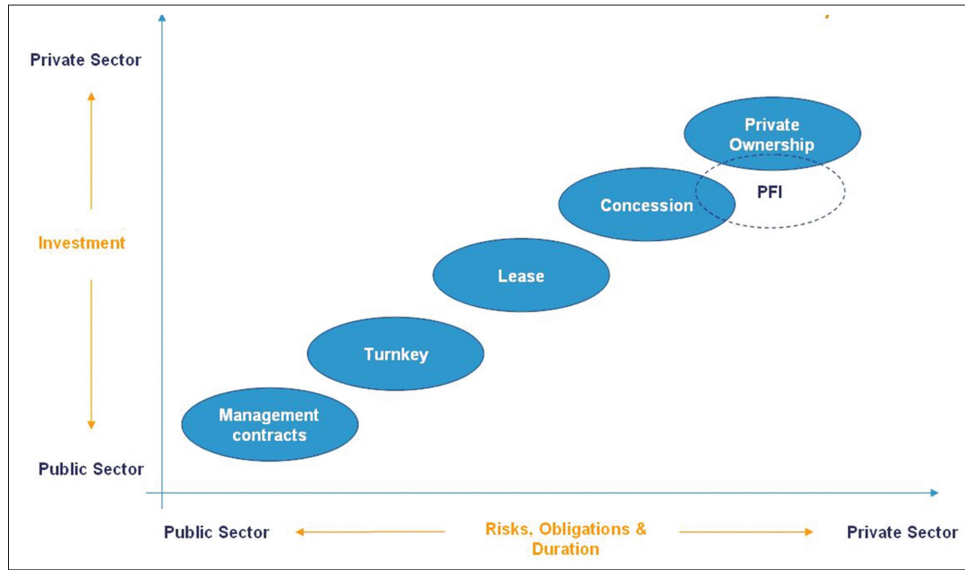 Private Sector
Private
Ownership
PFI
Concession
Investment
Lease
Turnkey
Management
contracts
Public Sector
Public Sector
Risks, Obligations &
Duration
Private Sector